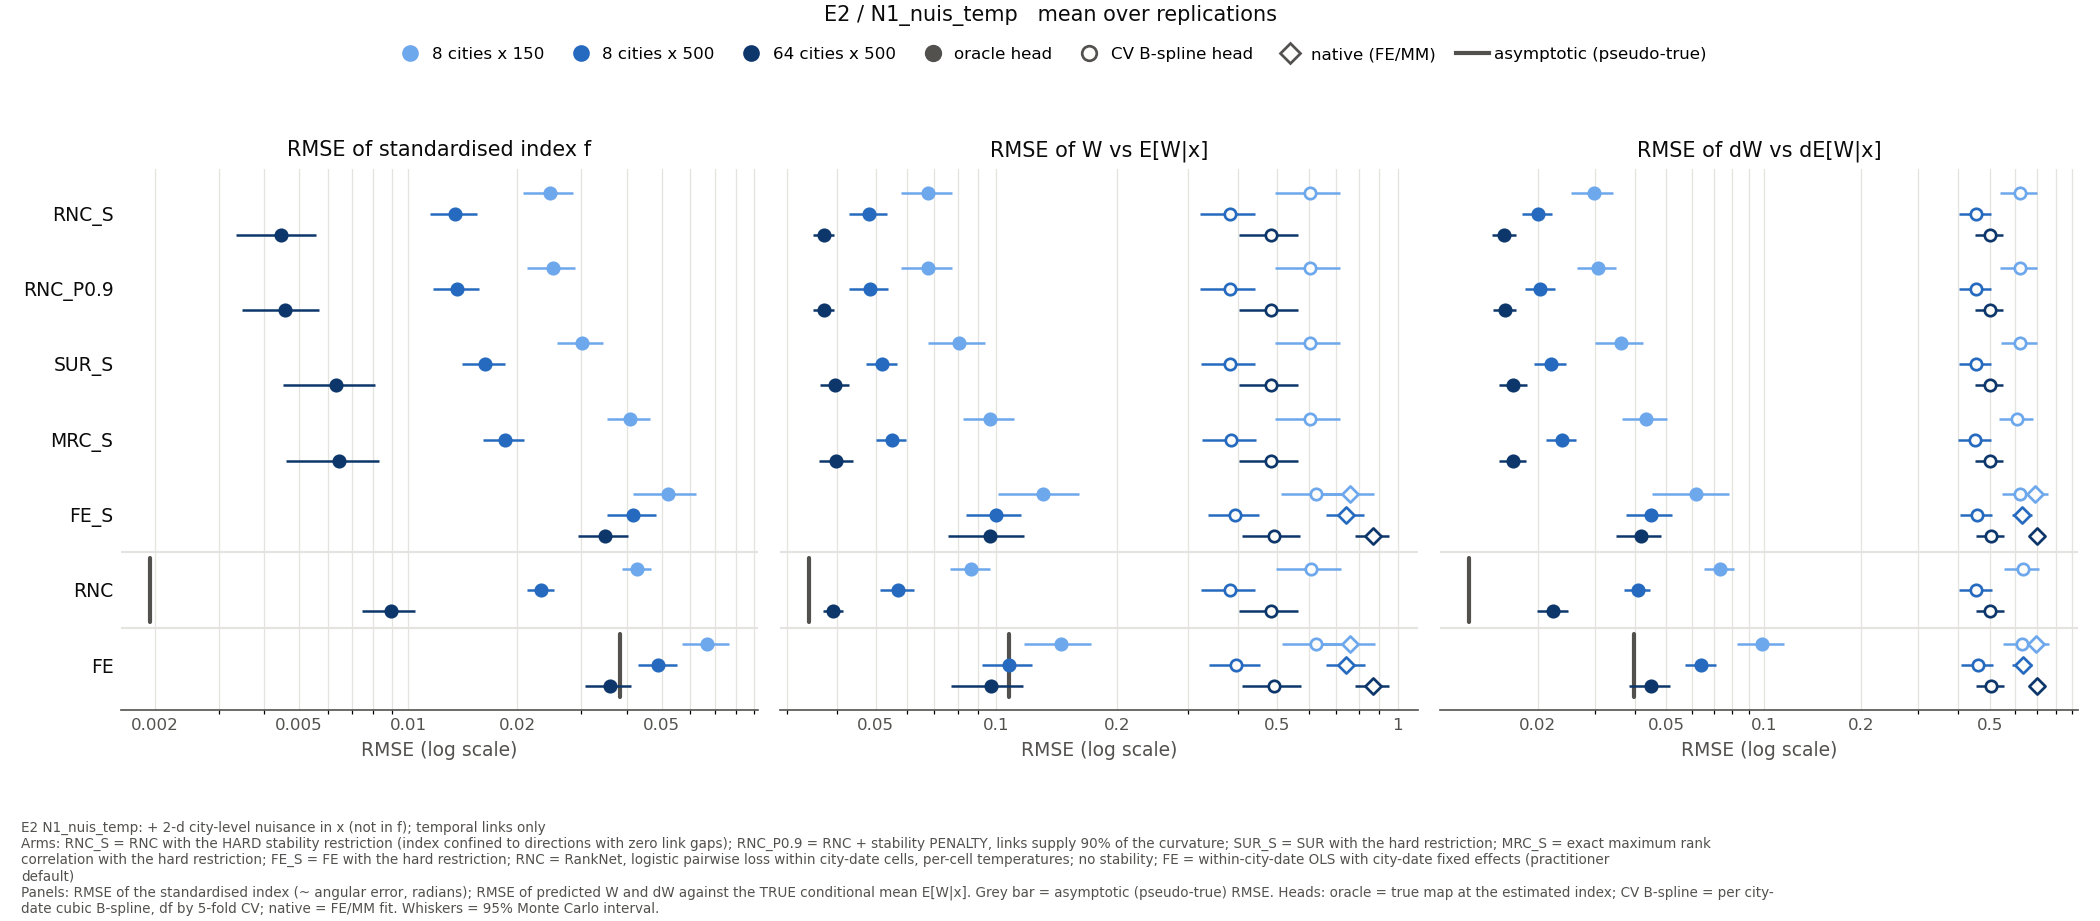 E2 / N1_nuis_temp   mean over replications
8 cities x 150
8 cities x 500
64 cities x 500
oracle head
CV B-spline head
native (FE/MM)
asymptotic (pseudo-true)
RMSE of standardised index f
RMSE of W vs E[W|x]
RMSE of dW vs dE[W|x]
RNC_S
RNC_P0.9
SUR_S
MRC_S
FE_S
RNC
FE
0.002 0.005 0.01 0.02 0.05
0.05 0.1 0.2 0.5 1
0.02 0.05 0.1 0.2 0.5
RMSE (log scale)
RMSE (log scale)
RMSE (log scale)
E2 N1_nuis_temp: + 2-d city-level nuisance in x (not in f); temporal links only
Arms: RNC_S = RNC with the HARD stability restriction (index confined to directions with zero link gaps); RNC_P0.9 = RNC + stability PENALTY, links supply 90% of the curvature; SUR_S = SUR with the hard restriction; MRC_S = exact maximum rank
correlation with the hard restriction; FE_S = FE with the hard restriction; RNC = RankNet, logistic pairwise loss within city-date cells, per-cell temperatures; no stability; FE = within-city-date OLS with city-date fixed effects (practitioner
default)
Panels: RMSE of the standardised index (~ angular error, radians); RMSE of predicted W and dW against the TRUE conditional mean E[W|x]. Grey bar = asymptotic (pseudo-true) RMSE. Heads: oracle = true map at the estimated index; CV B-spline = per city-
date cubic B-spline, df by 5-fold CV; native = FE/MM fit. Whiskers = 95% Monte Carlo interval.